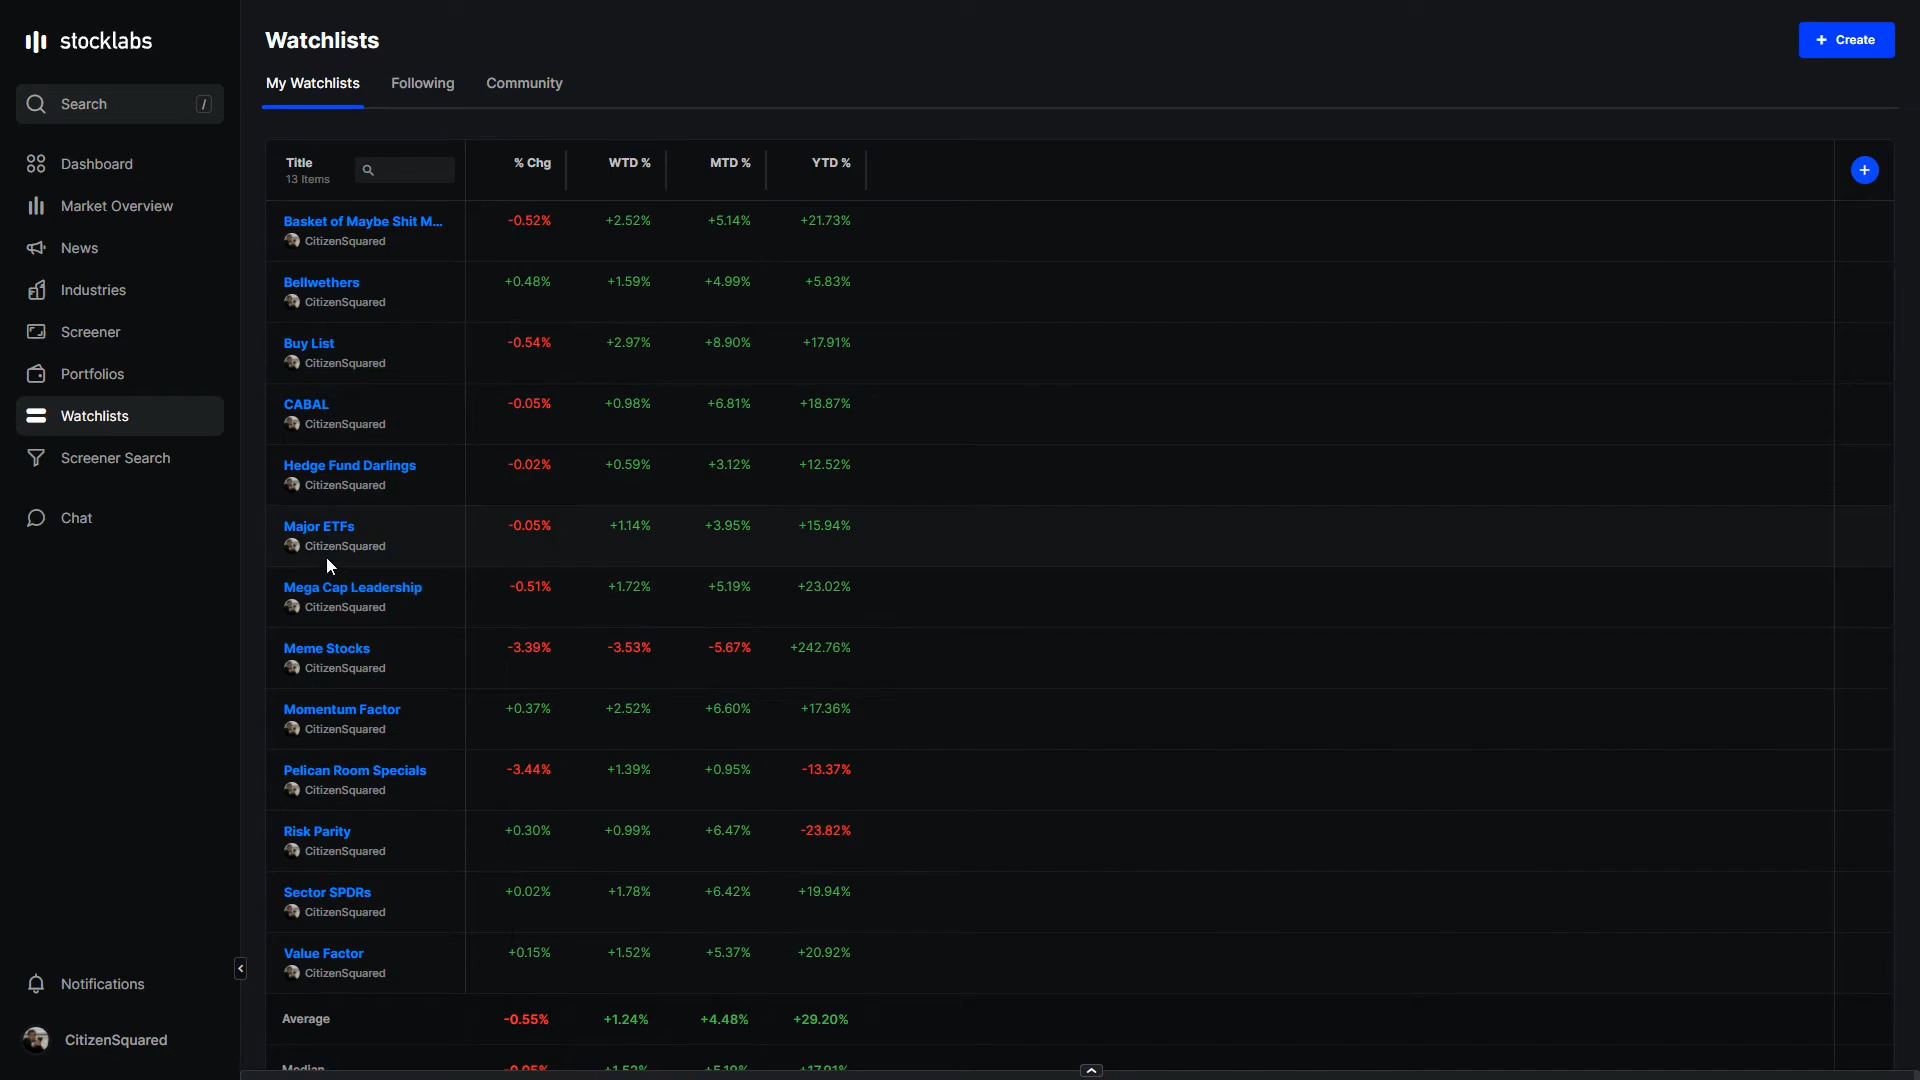 stocklabs
Search /
Dashboard
Market Overview
News
Industries
Screener
Portfolios
Watchlists
Screener Search
Chat
Notifications
CitizenSquared
Watchlists
+ Create
My Watchlists Following Community
Title % Chg WTD % MTD % YTD %
13 Items
Basket of Maybe Shit M... -0.52% +2.52% +5.14% +21.73%
CitizenSquared
Bellwethers +0.48% +1.59% +4.99% +5.83%
CitizenSquared
Buy List -0.54% +2.97% +8.90% +17.91%
CitizenSquared
CABAL -0.05% +0.98% +6.81% +18.87%
CitizenSquared
Hedge Fund Darlings -0.02% +0.59% +3.12% +12.52%
CitizenSquared
Major ETFs -0.05% +1.14% +3.95% +15.94%
CitizenSquared
Mega Cap Leadership -0.51% +1.72% +5.19% +23.02%
CitizenSquared
Meme Stocks -3.39% -3.53% -5.67% +242.76%
CitizenSquared
Momentum Factor +0.37% +2.52% +6.60% +17.36%
CitizenSquared
Pelican Room Specials -3.44% +1.39% +0.95% -13.37%
CitizenSquared
Risk Parity +0.30% +0.99% +6.47% -23.82%
CitizenSquared
Sector SPDRs +0.02% +1.78% +6.42% +19.94%
CitizenSquared
Value Factor +0.15% +1.52% +5.37% +20.92%
CitizenSquared
Average -0.55% +1.24% +4.48% +29.20%
Median -0.05% +1.52% +5.19% +17.91%